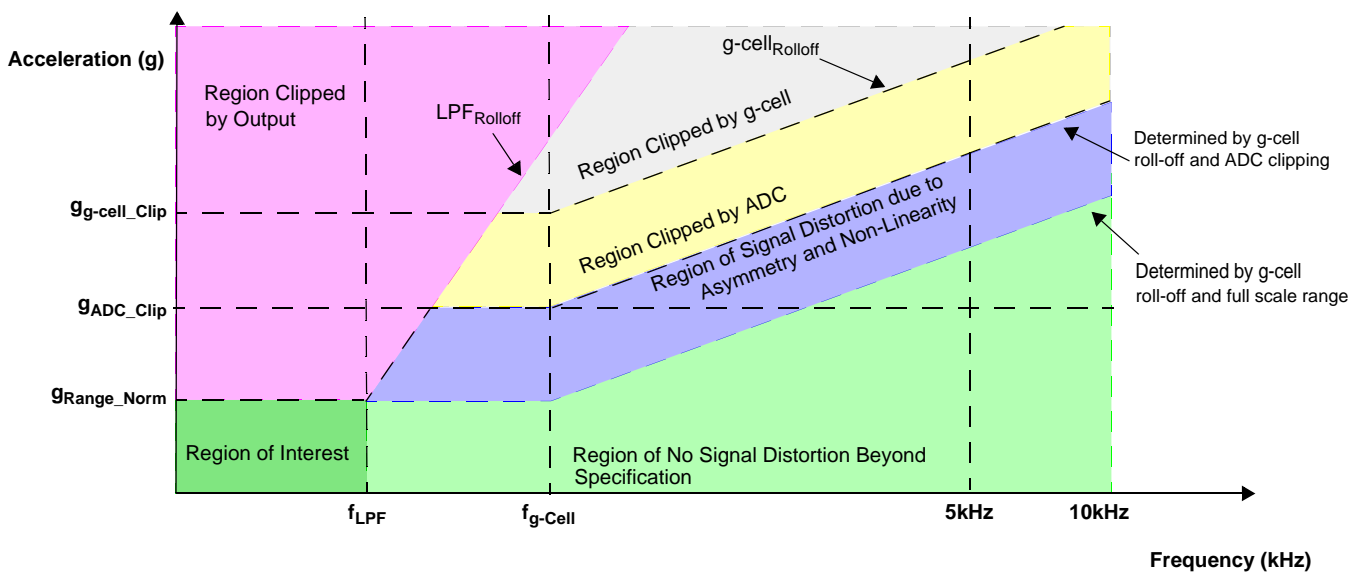 Acceleration (g)
Region Clipped
by Output
LPFRolloff
g-cellRolloff
Region Clipped by g-cell
Determined by g-cell
roll-off and ADC clipping
gg-cell_Clip
Region Clipped by ADC
Region of Signal Distortion due to
Asymmetry and Non-Linearity
Determined by g-cell
roll-off and full scale range
gADC_Clip
gRange_Norm
Region of Interest
Region of No Signal Distortion Beyond
Specification
fLPF
fg-Cell
5kHz
10kHz
Frequency (kHz)